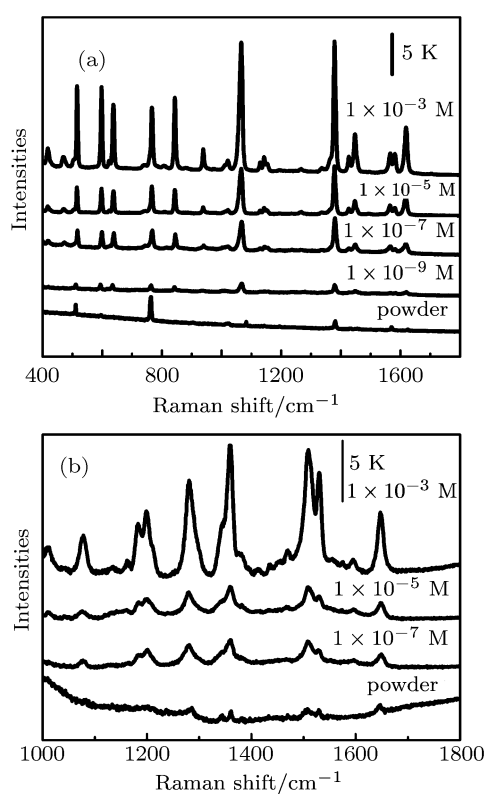 (a)
5 K
1×10⁻³ M
1×10⁻⁵ M
1×10⁻⁷ M
1×10⁻⁹ M
powder
Intensities
400 800 1200 1600
Raman shift/cm⁻¹
(b)
5 K
1×10⁻³ M
1×10⁻⁵ M
1×10⁻⁷ M
powder
Intensities
1000 1200 1400 1600 1800
Raman shift/cm⁻¹